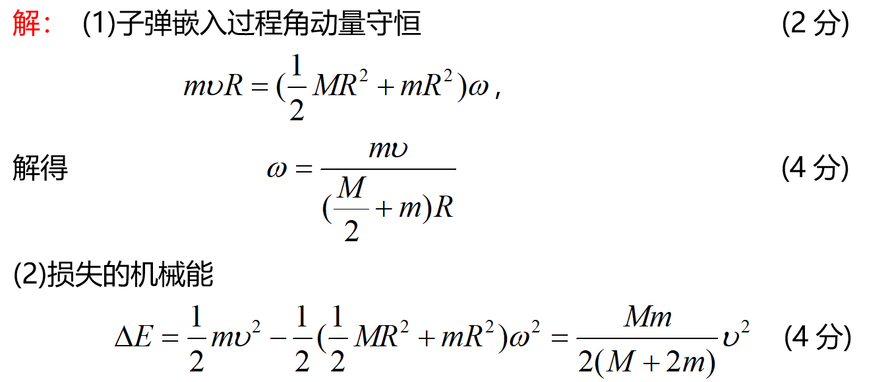 解： (1)子弹嵌入过程角动量守恒 (2分)
mυR = (1/2 MR² + mR²)ω,
解得 ω = mυ / ((M/2 + m)R) (4分)
(2)损失的机械能
ΔE = 1/2 mυ² − 1/2 (1/2 MR² + mR²)ω² = Mm / (2(M + 2m)) υ² (4分)